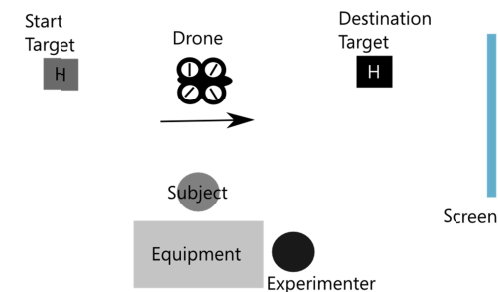 Start
Target
H
Drone
Destination
Target
H
Subject
Equipment
Experimenter
Screen